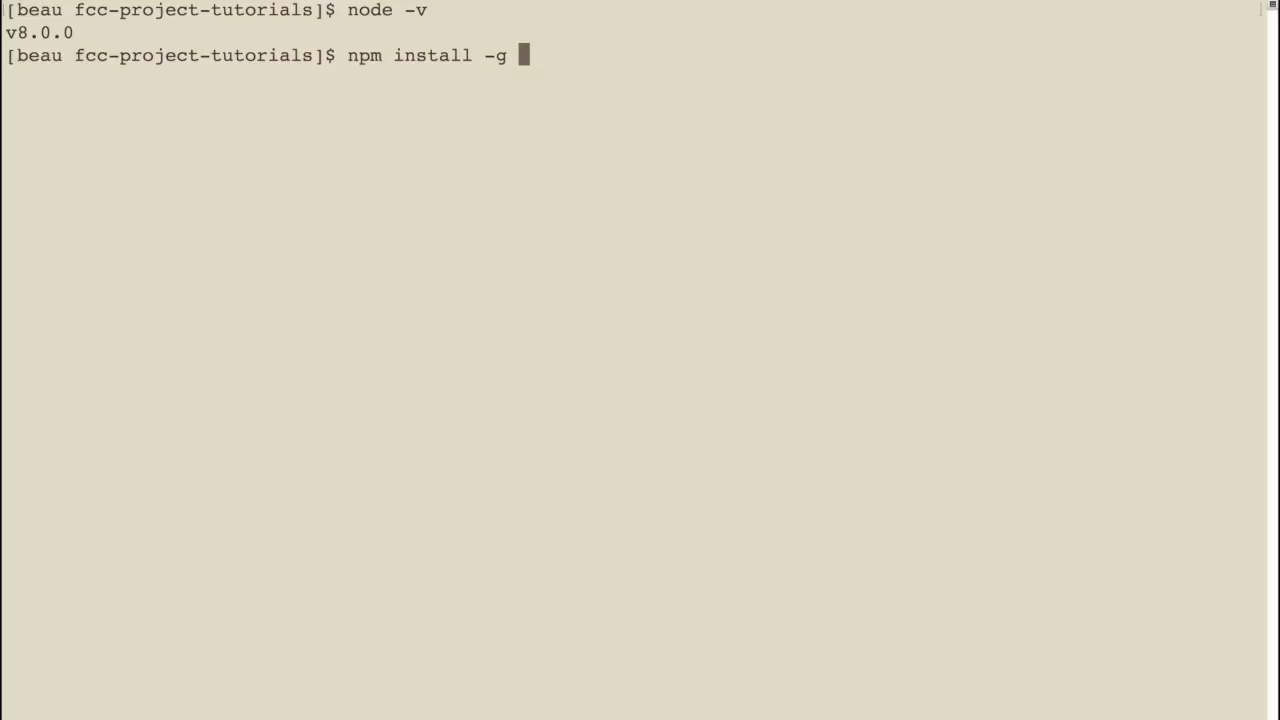 [beau fcc-project-tutorials]$ node -v
v8.0.0
[beau fcc-project-tutorials]$ npm install -g